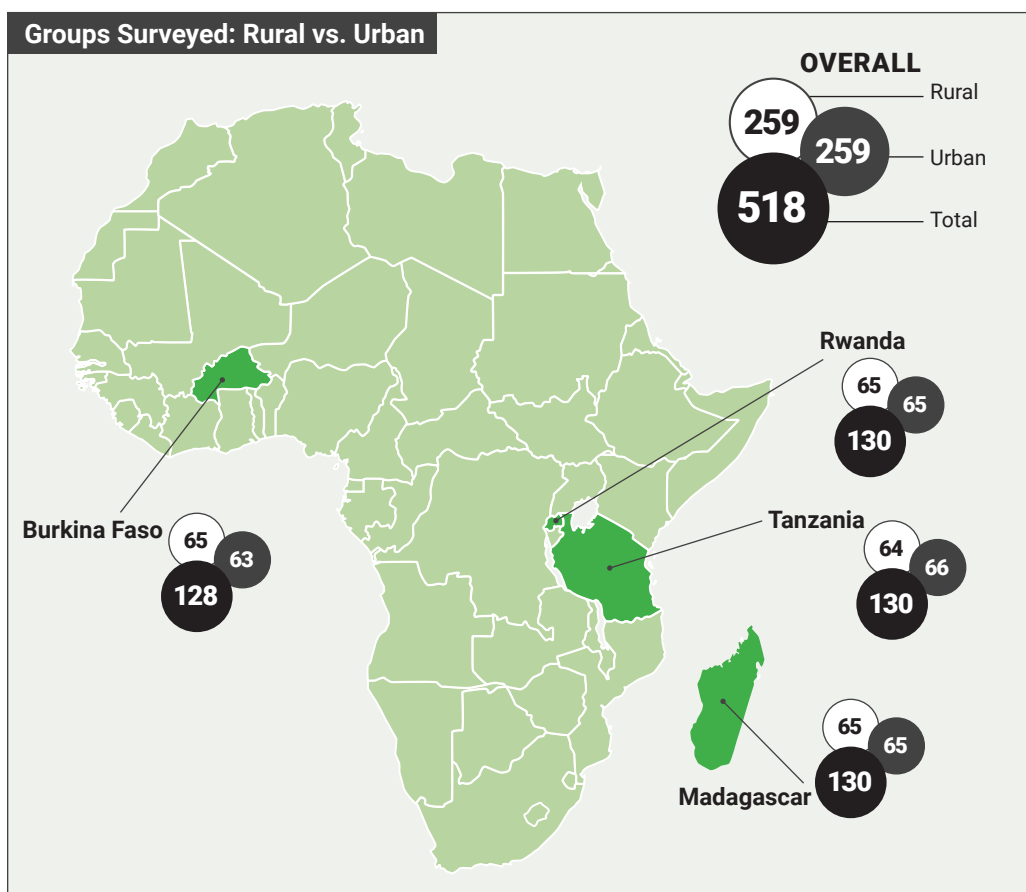 Groups Surveyed: Rural vs. Urban
OVERALL
Rural
259
259
Urban
518
Total
Rwanda
65
65
130
Burkina Faso
65
63
128
Tanzania
64
66
130
65
65
Madagascar
130